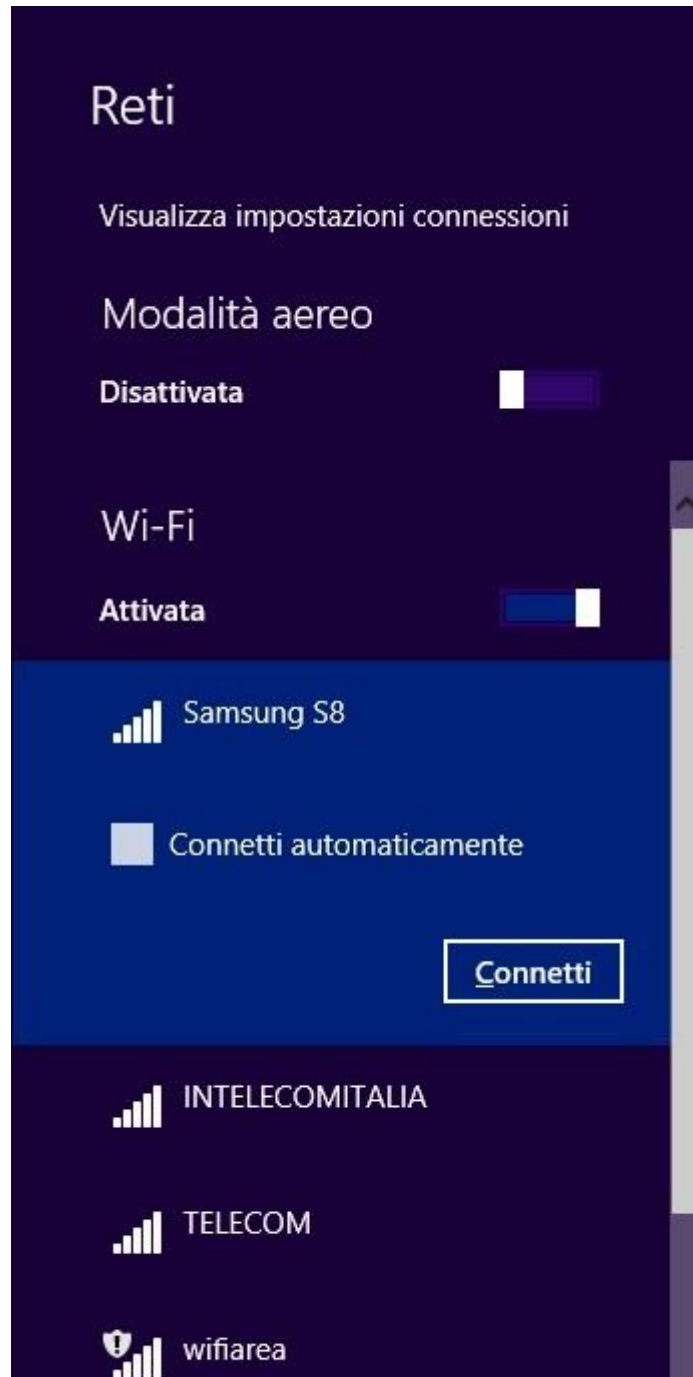 Reti
Visualizza impostazioni connessioni
Modalità aereo
Disattivata
Wi-Fi
Attivata
Samsung S8
Connetti automaticamente
Connetti
INTELECOMITALIA
TELECOM
wifiarea